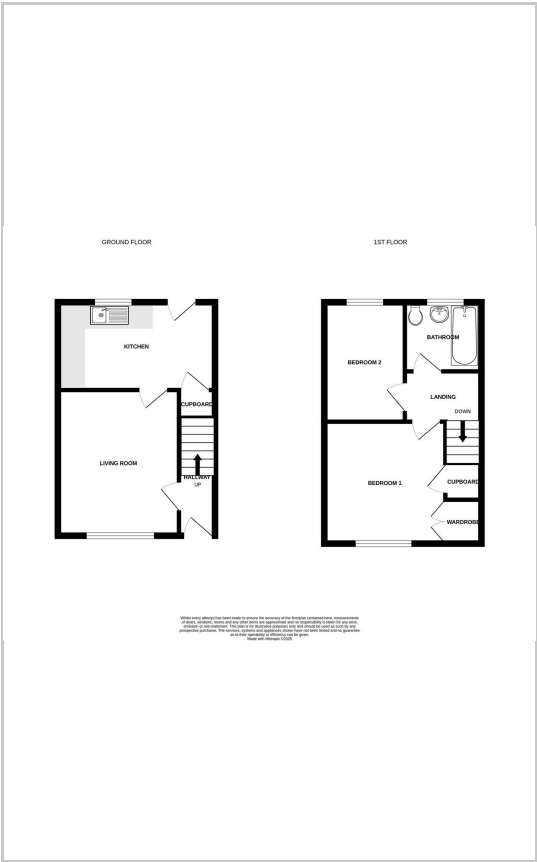 GROUND FLOOR
1ST FLOOR
KITCHEN
CUPBOARD
LIVING ROOM
HALLWAY
UP
BATHROOM
BEDROOM 2
LANDING
DOWN
BEDROOM 1
CUPBOARD
WARDROBE
Whilst every attempt has been made to ensure the accuracy of the floorplan contained here, measurements
of doors, windows, rooms and any other items are approximate and no responsibility is taken for any error,
omission or mis-statement. This plan is for illustrative purposes only and should be used as such by any
prospective purchaser. The services, systems and appliances shown have not been tested and no guarantee
as to their operability or efficiency can be given.
Made with Metropix ©2025